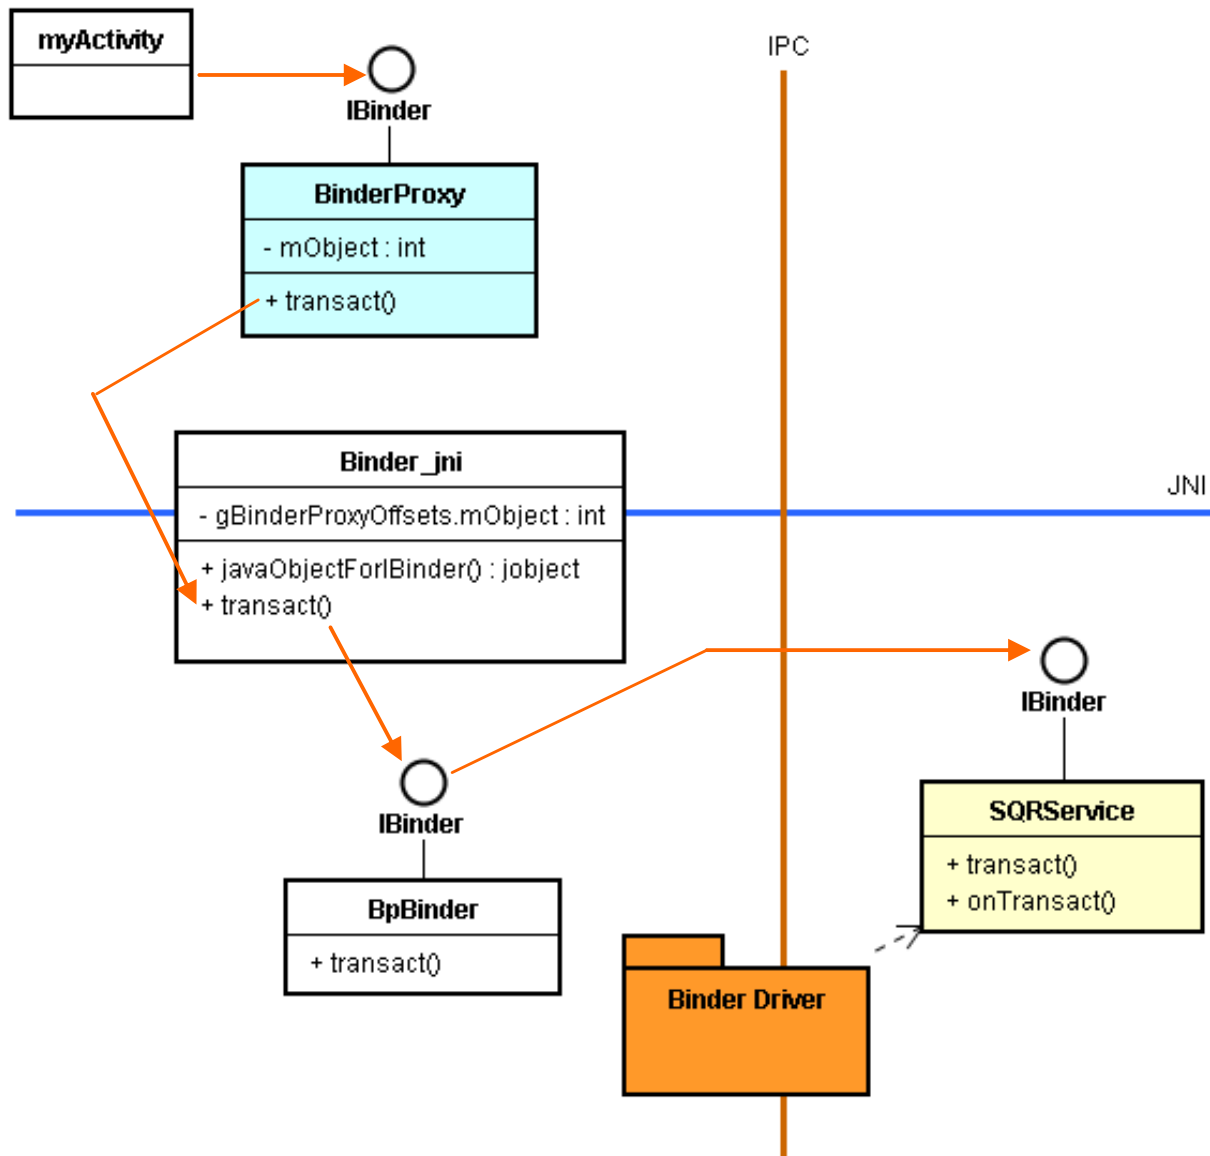 myActivity
IPC
IBinder
BinderProxy
- mObject : int
+ transact()
Binder_jni
JNI
- gBinderProxyOffsets.mObject : int
+ javaObjectForIBinder() : jobject
+ transact()
IBinder
SQRService
IBinder
+ transact()
+ onTransact()
BpBinder
+ transact()
Binder Driver